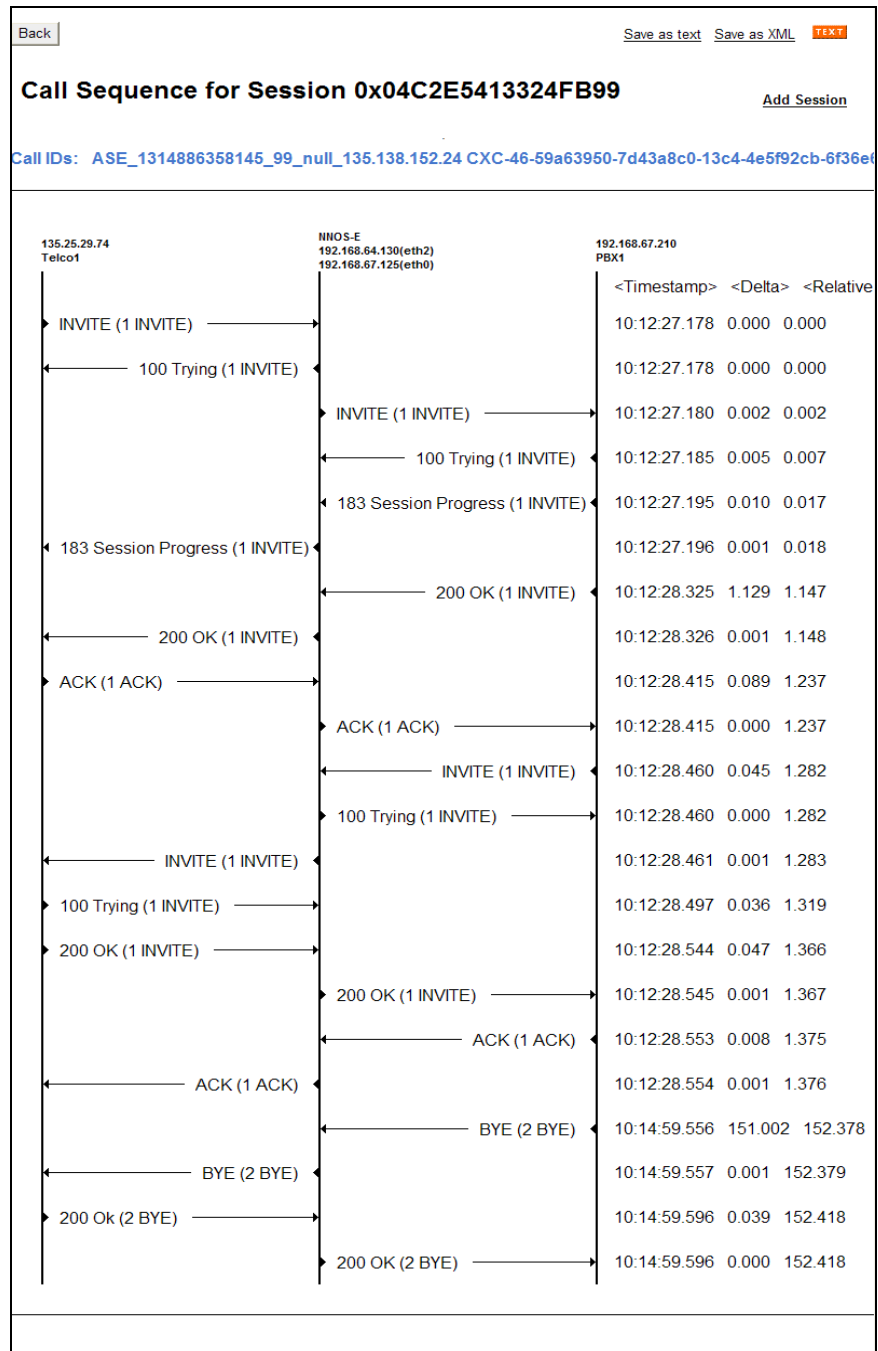 Back
Save as text Save as XML TEXT
Call Sequence for Session 0x04C2E5413324FB99
Add Session
Call IDs: ASE_1314886358145_99_null_135.138.152.24 CXC-46-59a63950-7d43a8c0-13c4-4e5f92cb-6f36e6
135.25.29.74
Telco1
NNOS-E
192.168.64.130(eth2)
192.168.67.125(eth0)
192.168.67.210
PBX1
<Timestamp> <Delta> <Relative
INVITE (1 INVITE) 10:12:27.178 0.000 0.000
100 Trying (1 INVITE) 10:12:27.178 0.000 0.000
INVITE (1 INVITE) 10:12:27.180 0.002 0.002
100 Trying (1 INVITE) 10:12:27.185 0.005 0.007
183 Session Progress (1 INVITE) 10:12:27.195 0.010 0.017
183 Session Progress (1 INVITE) 10:12:27.196 0.001 0.018
200 OK (1 INVITE) 10:12:28.325 1.129 1.147
200 OK (1 INVITE) 10:12:28.326 0.001 1.148
ACK (1 ACK) 10:12:28.415 0.089 1.237
ACK (1 ACK) 10:12:28.415 0.000 1.237
INVITE (1 INVITE) 10:12:28.460 0.045 1.282
100 Trying (1 INVITE) 10:12:28.460 0.000 1.282
INVITE (1 INVITE) 10:12:28.461 0.001 1.283
100 Trying (1 INVITE) 10:12:28.497 0.036 1.319
200 OK (1 INVITE) 10:12:28.544 0.047 1.366
200 OK (1 INVITE) 10:12:28.545 0.001 1.367
ACK (1 ACK) 10:12:28.553 0.008 1.375
ACK (1 ACK) 10:12:28.554 0.001 1.376
BYE (2 BYE) 10:14:59.556 151.002 152.378
BYE (2 BYE) 10:14:59.557 0.001 152.379
200 Ok (2 BYE) 10:14:59.596 0.039 152.418
200 OK (2 BYE) 10:14:59.596 0.000 152.418